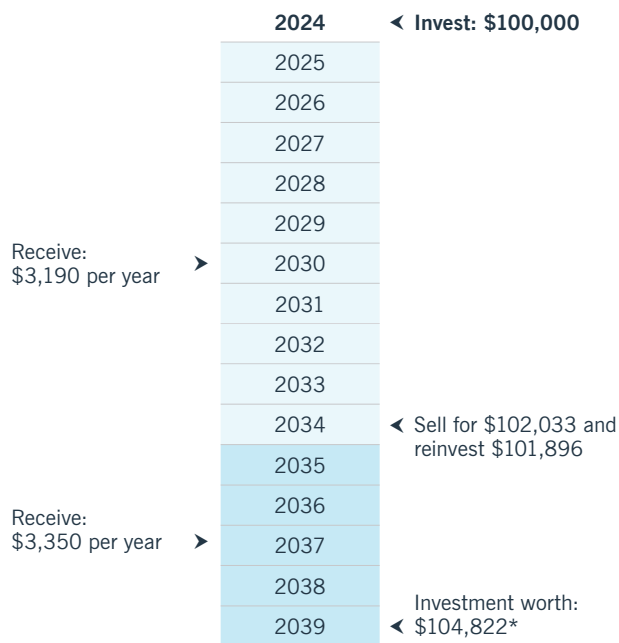 2024
Invest: $100,000
2025
2026
2027
2028
2029
Receive:
$3,190 per year
2030
2031
2032
2033
2034
Sell for $102,033 and
reinvest $101,896
2035
2036
Receive:
$3,350 per year
2037
2038
2039
Investment worth:
$104,822*